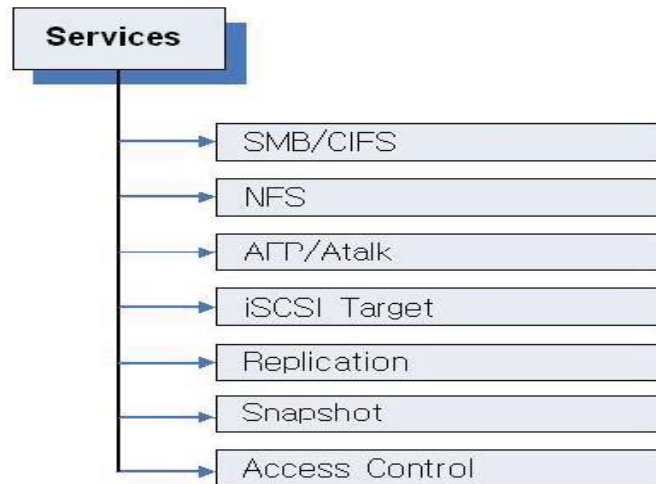 Services
SMB/CIFS
NFS
AFP/Atalk
iSCSI Target
Replication
Snapshot
Access Control